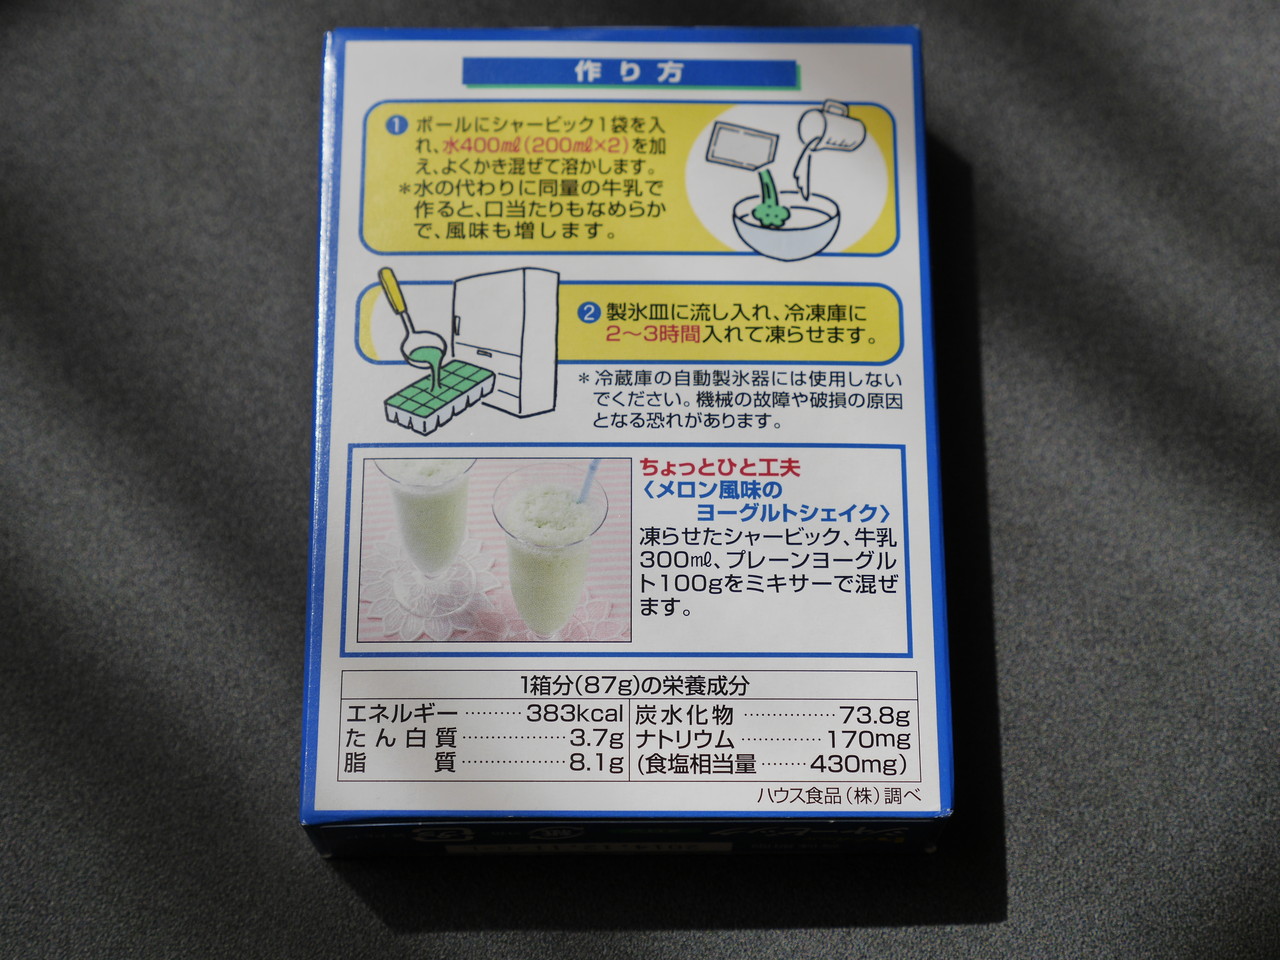 作り方
❶ ボールにシャービック1袋を入
れ、水400㎖(200㎖×2)を加
え、よくかき混ぜて溶かします。
＊水の代わりに同量の牛乳で
作ると、口当たりもなめらか
で、風味も増します。
❷ 製氷皿に流し入れ、冷凍庫に
2〜3時間入れて凍らせます。
＊冷蔵庫の自動製氷器には使用しない
でください。機械の故障や破損の原因
となる恐れがあります。
ちょっとひと工夫
〈メロン風味の
ヨーグルトシェイク〉
凍らせたシャービック、牛乳
300㎖、プレーンヨーグル
ト100gをミキサーで混ぜ
ます。
1箱分(87g)の栄養成分
エネルギー………383kcal
たん白質………3.7g
脂質………8.1g
炭水化物………73.8g
ナトリウム………170mg
(食塩相当量………430mg)
ハウス食品(株)調べ